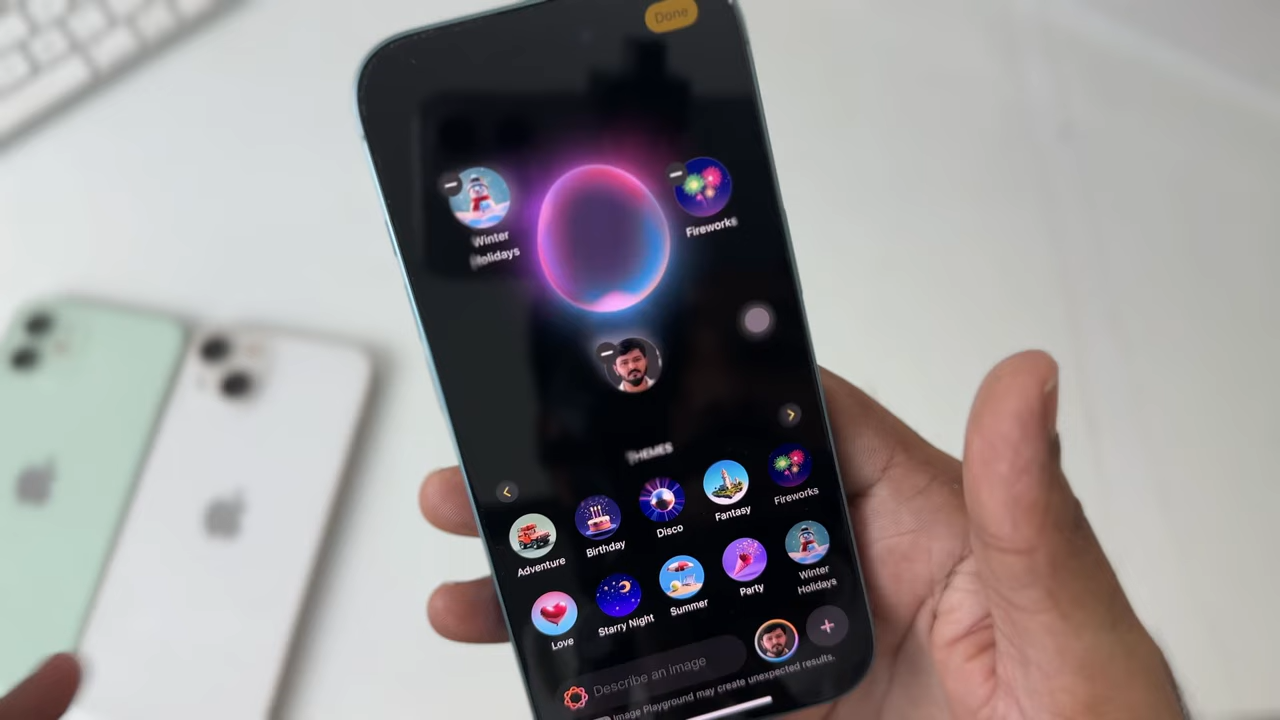 Done
Winter
Holidays
Fireworks
THEMES
Adventure
Birthday
Disco
Fantasy
Fireworks
Love
Starry Night
Summer
Party
Winter
Holidays
Describe an image
Image Playground may create unexpected results.